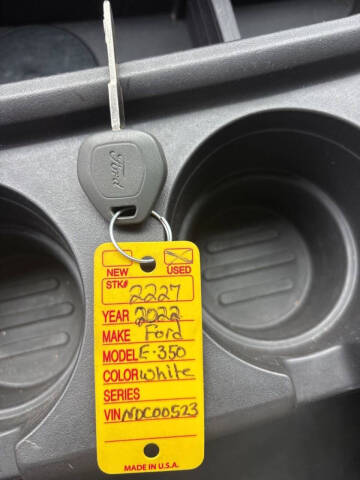 Ford
NEW USED
STK# 2227
YEAR 2022
MAKE Ford
MODEL E-350
COLOR white
SERIES
VIN NDC00523
MADE IN U.S.A.